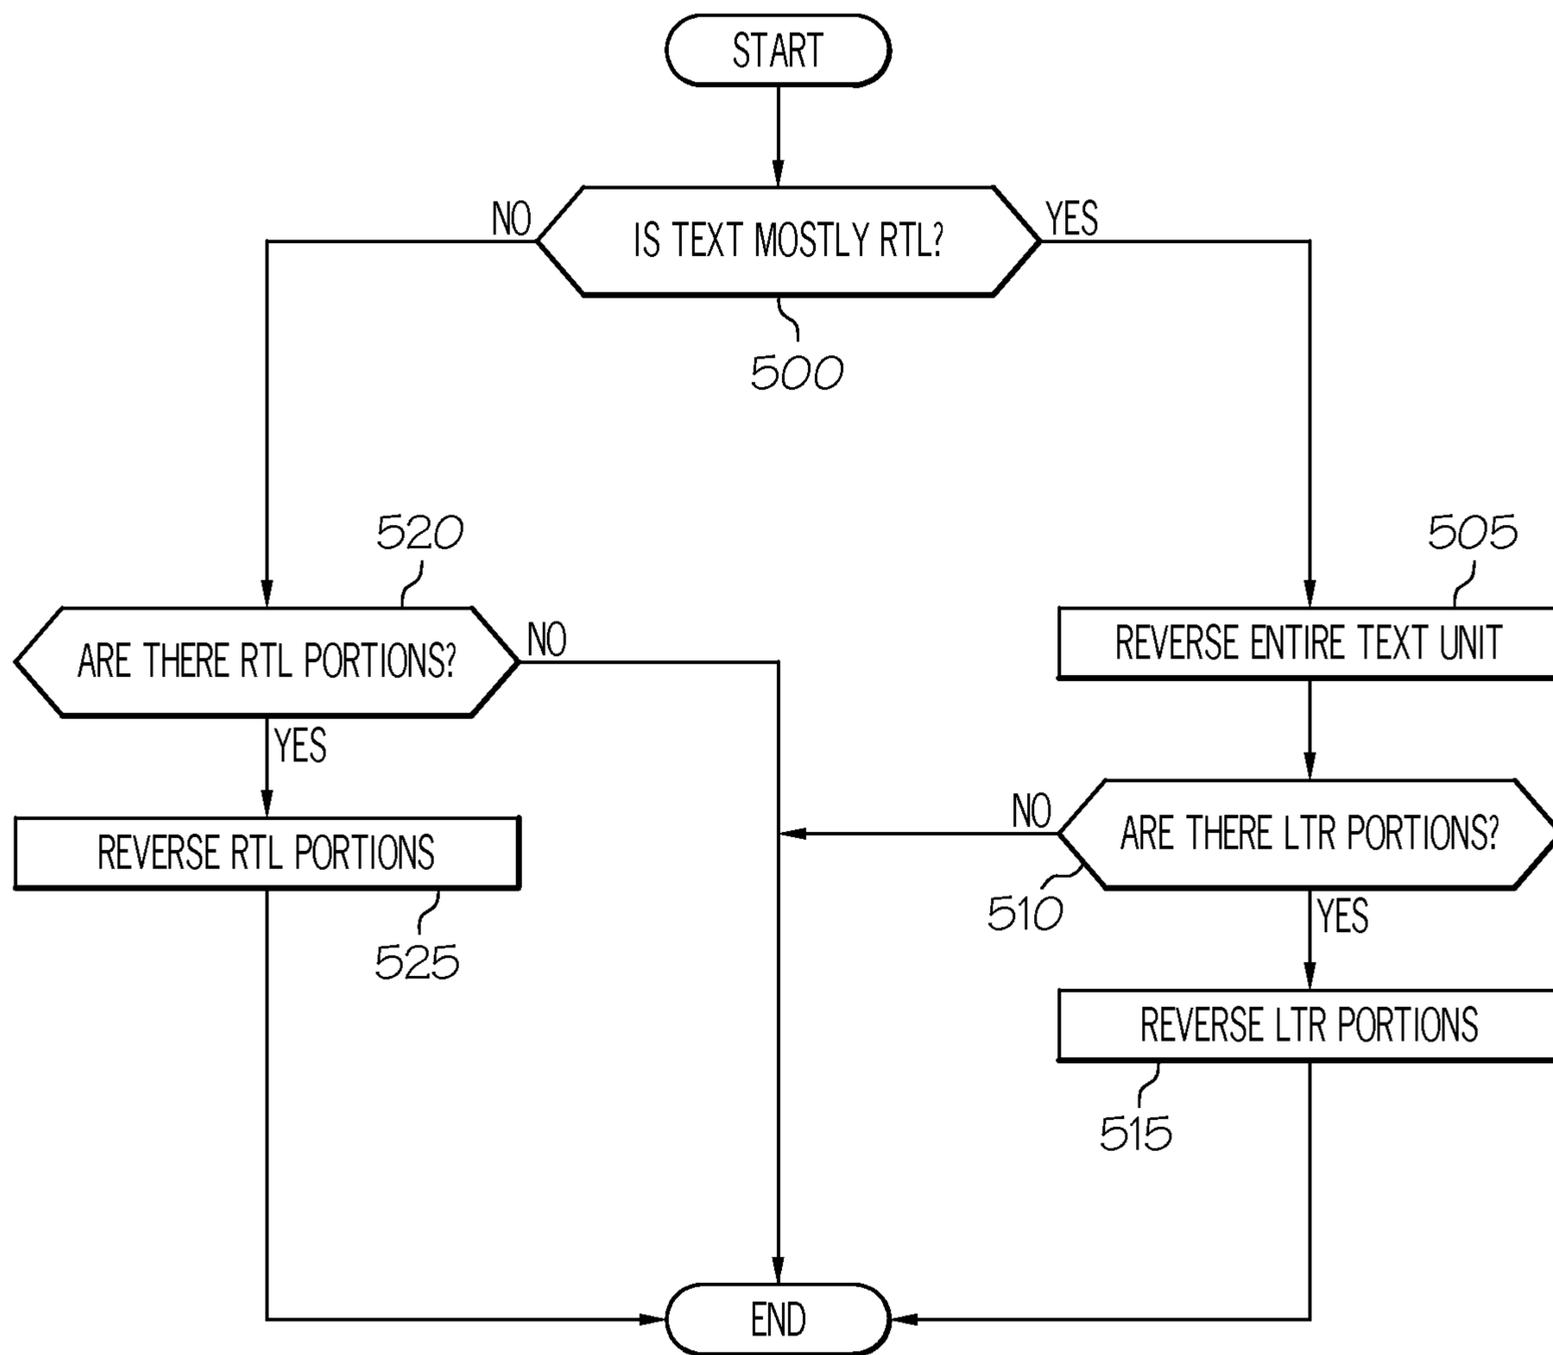 START
NO
YES
IS TEXT MOSTLY RTL?
500
520
505
ARE THERE RTL PORTIONS?
NO
REVERSE ENTIRE TEXT UNIT
YES
NO
ARE THERE LTR PORTIONS?
REVERSE RTL PORTIONS
510
YES
525
REVERSE LTR PORTIONS
515
END